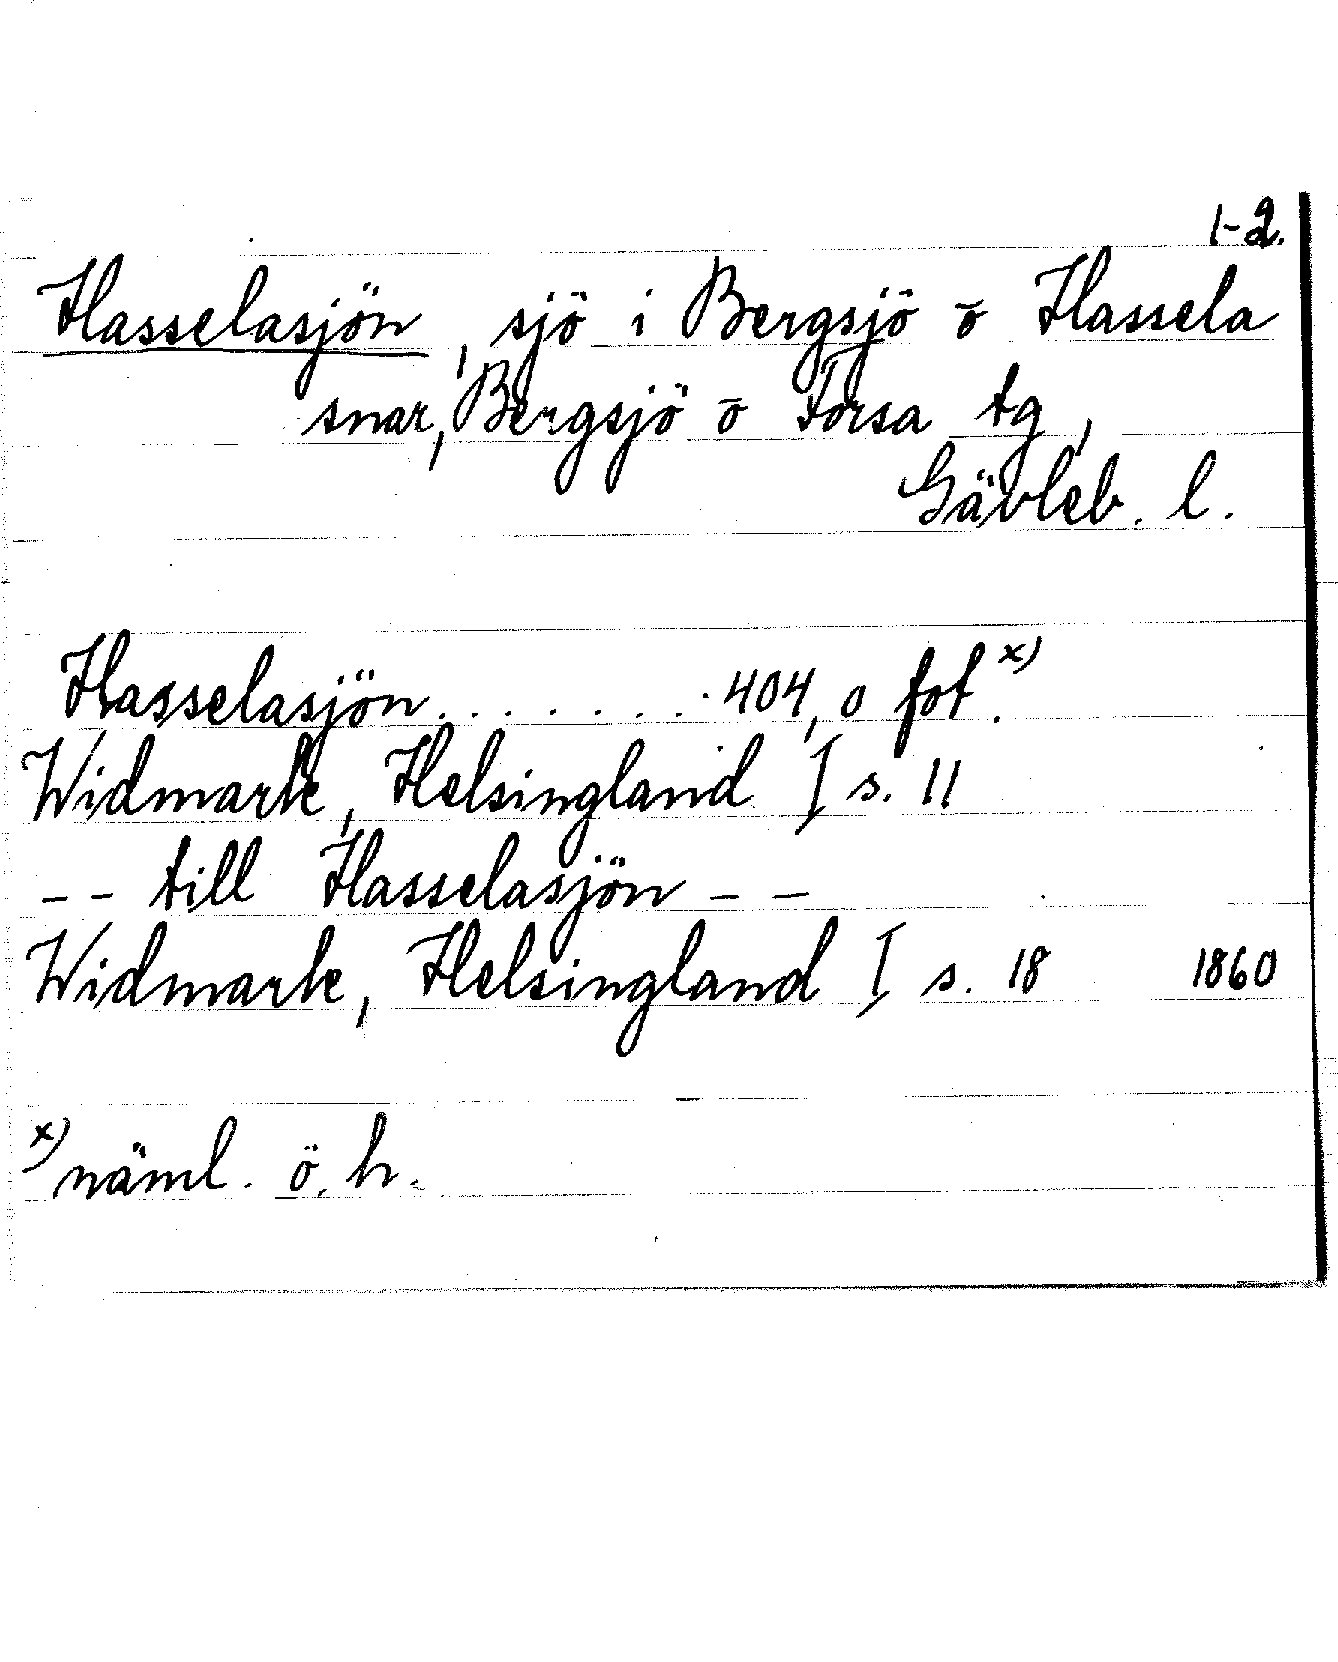 1-2.
Hasselasjön, sjö i Bergsjö o Hassela
snar, Bergsjö o Forsa tg,
Gävleb. l.
Hasselasjön . . . . . . . 404,0 fot.x)
Widmark, Helsingland I s. 11
-- till Hasselasjön --
Widmark, Helsingland I s. 18 1860
x) näml. ö. h.